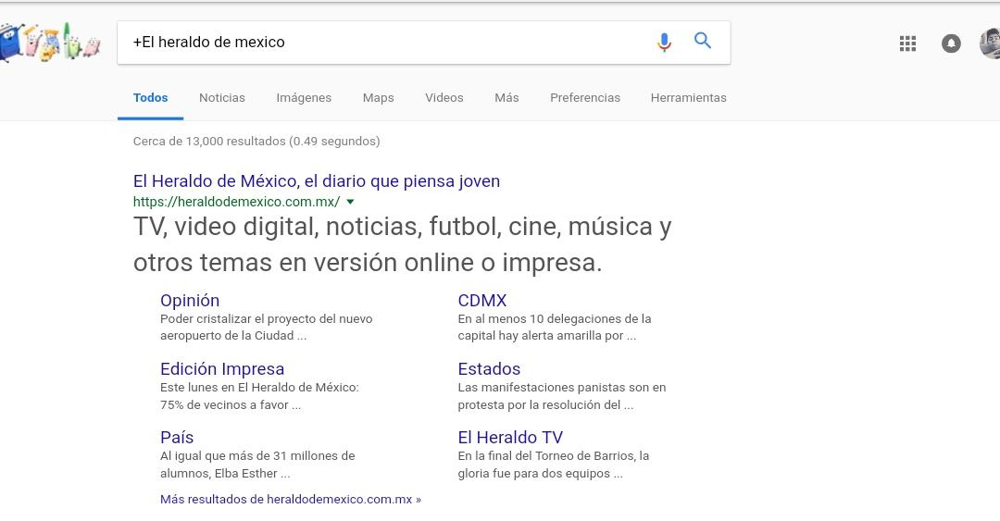 +El heraldo de mexico
Todos Noticias Imágenes Maps Videos Más Preferencias Herramientas
Cerca de 13,000 resultados (0.49 segundos)
El Heraldo de México, el diario que piensa joven
https://heraldodemexico.com.mx/
TV, video digital, noticias, futbol, cine, música y
otros temas en versión online o impresa.
Opinión
Poder cristalizar el proyecto del nuevo
aeropuerto de la Ciudad ...
CDMX
En al menos 10 delegaciones de la
capital hay alerta amarilla por ...
Edición Impresa
Este lunes en El Heraldo de México:
75% de vecinos a favor ...
Estados
Las manifestaciones panistas son en
protesta por la resolución del ...
País
Al igual que más de 31 millones de
alumnos, Elba Esther ...
El Heraldo TV
En la final del Torneo de Barrios, la
gloria fue para dos equipos ...
Más resultados de heraldodemexico.com.mx »